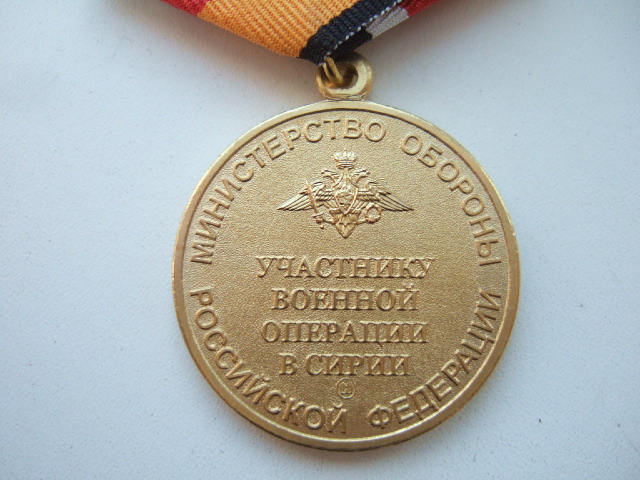 МИНИСТЕРСТВО ОБОРОНЫ
УЧАСТНИКУ
ВОЕННОЙ
ОПЕРАЦИИ
В СИРИИ
РОССИЙСКОЙ ФЕДЕРАЦИИ